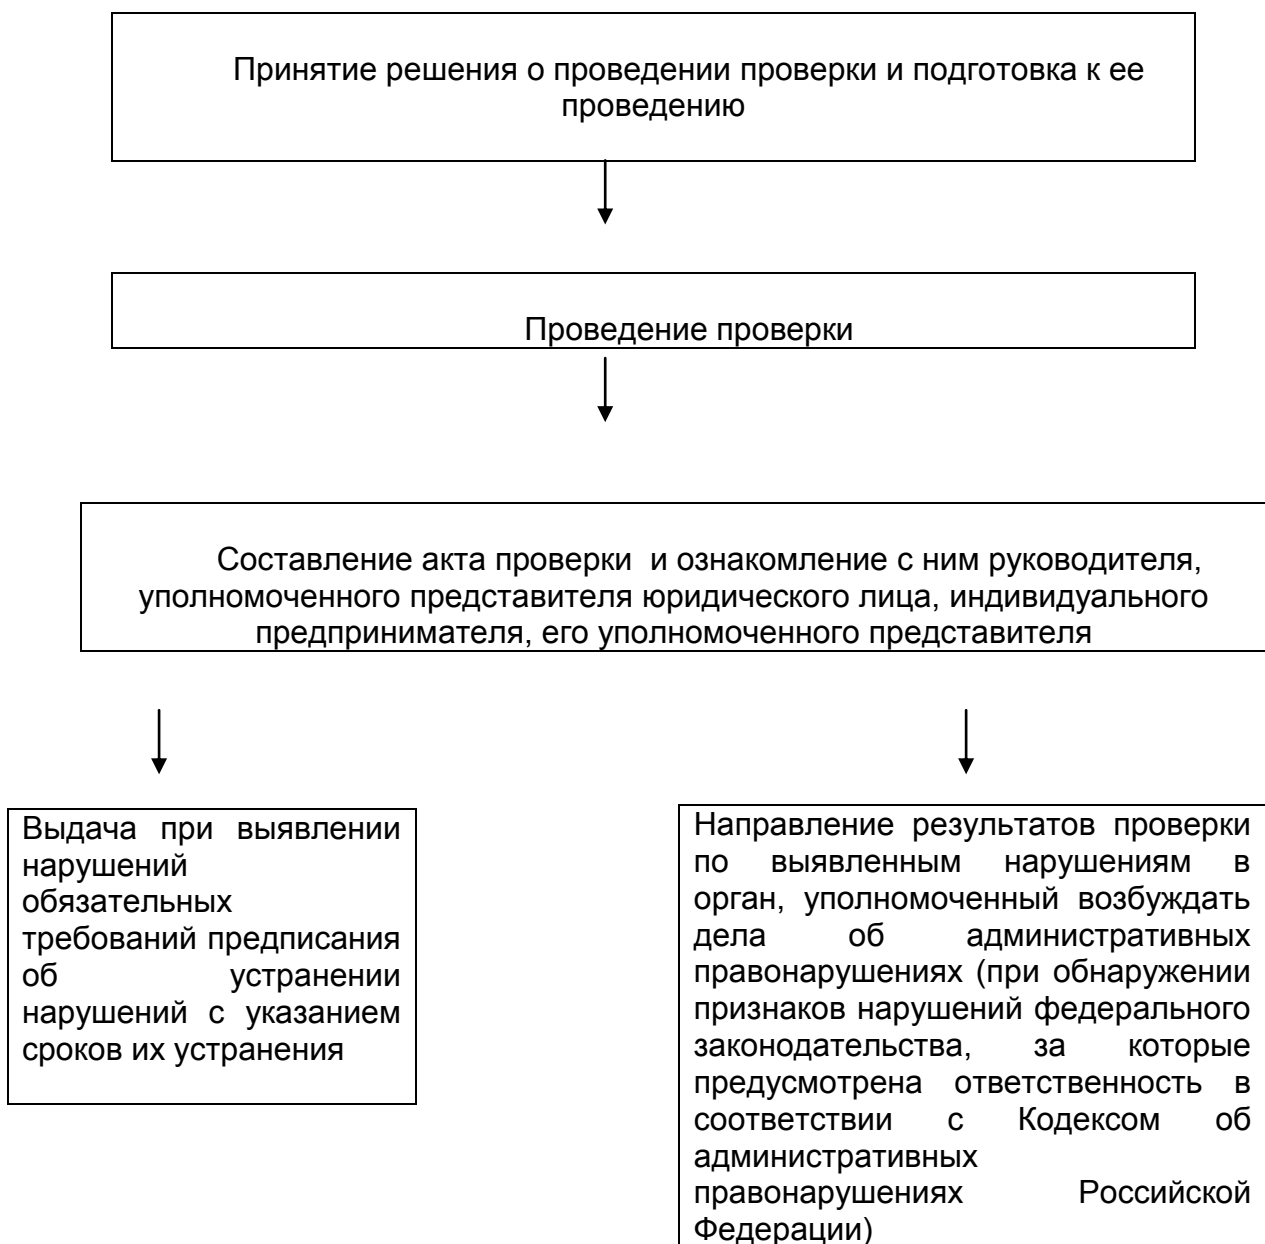 Принятие решения о проведении проверки и подготовка к ее
проведению
Проведение проверки
Составление акта проверки и ознакомление с ним руководителя,
уполномоченного представителя юридического лица, индивидуального
предпринимателя, его уполномоченного представителя
Выдача при выявлении
нарушений
обязательных
требований предписания
об устранении
нарушений с указанием
сроков их устранения
Направление результатов проверки
по выявленным нарушениям в
орган, уполномоченный возбуждать
дела об административных
правонарушениях (при обнаружении
признаков нарушений федерального
законодательства, за которые
предусмотрена ответственность в
соответствии с Кодексом об
административных
правонарушениях Российской
Федерации)